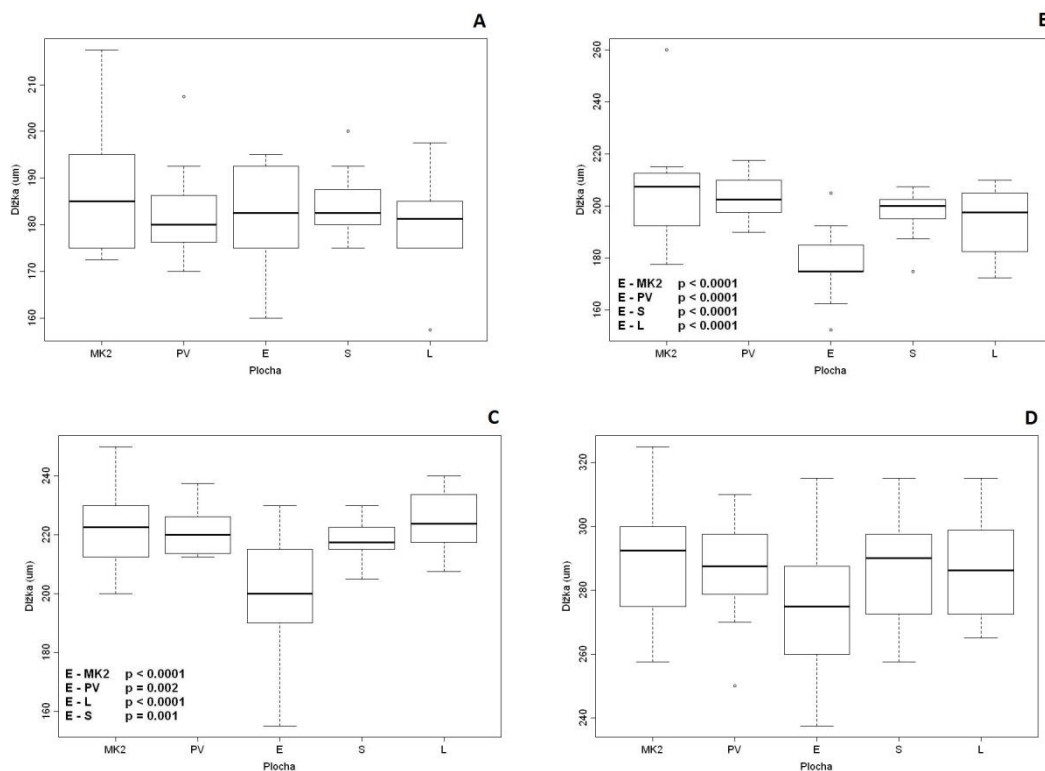 A
Dĺžka (um)
210
200
190
180
170
160
MK2 PV E S L
Plocha
B
Dĺžka (um)
260
240
220
200
180
160
E - MK2 p < 0.0001
E - PV p < 0.0001
E - S p < 0.0001
E - L p < 0.0001
MK2 PV E S L
Plocha
C
Dĺžka (um)
240
220
200
180
160
E - MK2 p < 0.0001
E - PV p = 0.002
E - L p < 0.0001
E - S p = 0.001
MK2 PV E S L
Plocha
D
Dĺžka (um)
320
300
280
260
240
MK2 PV E S L
Plocha